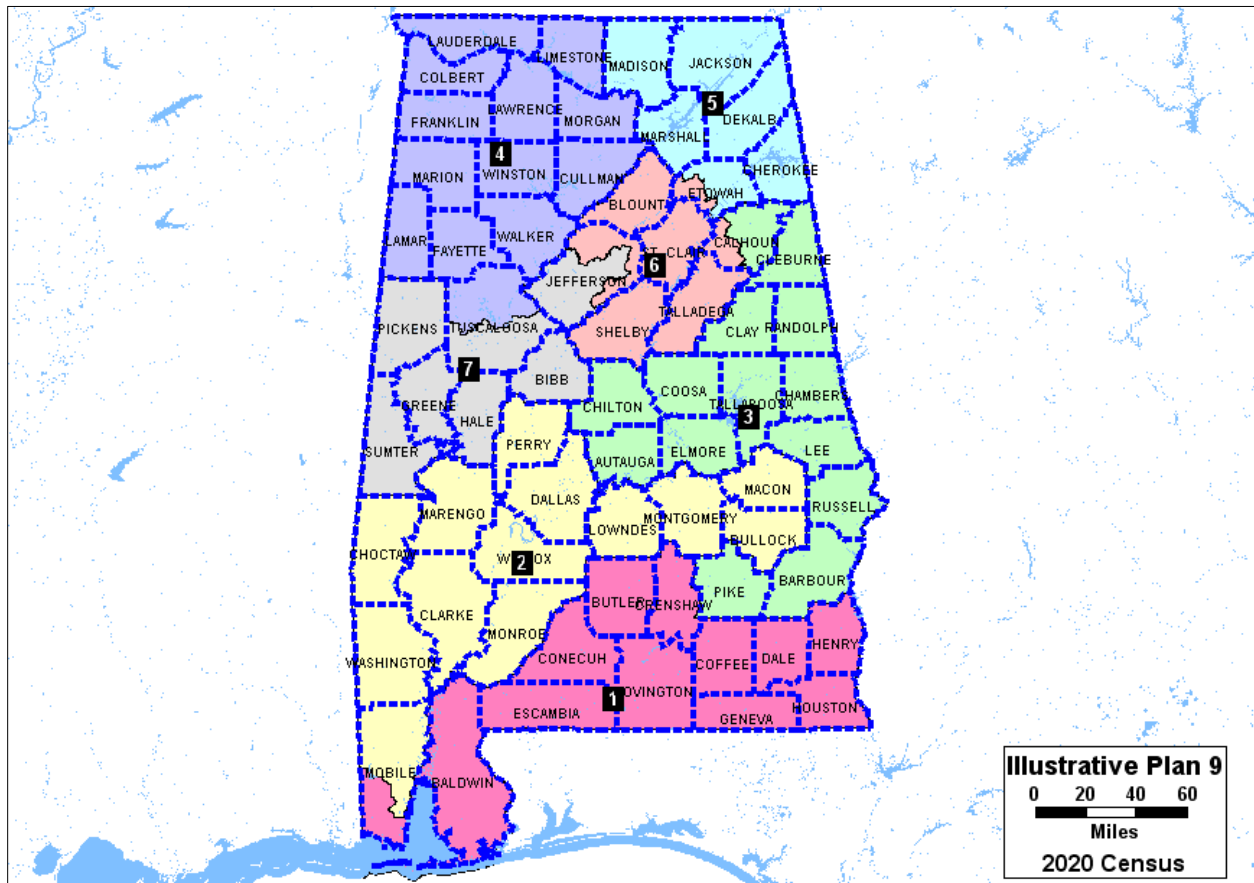 LAUDERDALE
LIMESTONE
MADISON
JACKSON
COLBERT
LAWRENCE
5
FRANKLIN
MORGAN
DEKALB
MARSHALL
4
MARION
WINSTON
CULLMAN
CHEROKEE
ETOWAH
BLOUNT
LAMAR
FAYETTE
WALKER
CALHOUN
ST. CLAIR
CLEBURNE
6
JEFFERSON
TALLADEGA
PICKENS
TUSCALOOSA
SHELBY
CLAY
RANDOLPH
7
BIBB
COOSA
CHAMBERS
GREENE
HALE
CHILTON
TALLAPOOSA
3
PERRY
SUMTER
AUTAUGA
ELMORE
LEE
MACON
DALLAS
RUSSELL
MARENGO
LOWNDES
MONTGOMERY
BULLOCK
CHOCTAW
WILCOX
2
BARBOUR
PIKE
BUTLER
CRENSHAW
CLARKE
MONROE
HENRY
WASHINGTON
CONECUH
COFFEE
DALE
1
COVINGTON
HOUSTON
ESCAMBIA
GENEVA
MOBILE
BALDWIN
Illustrative Plan 9
0 20 40 60
Miles
2020 Census